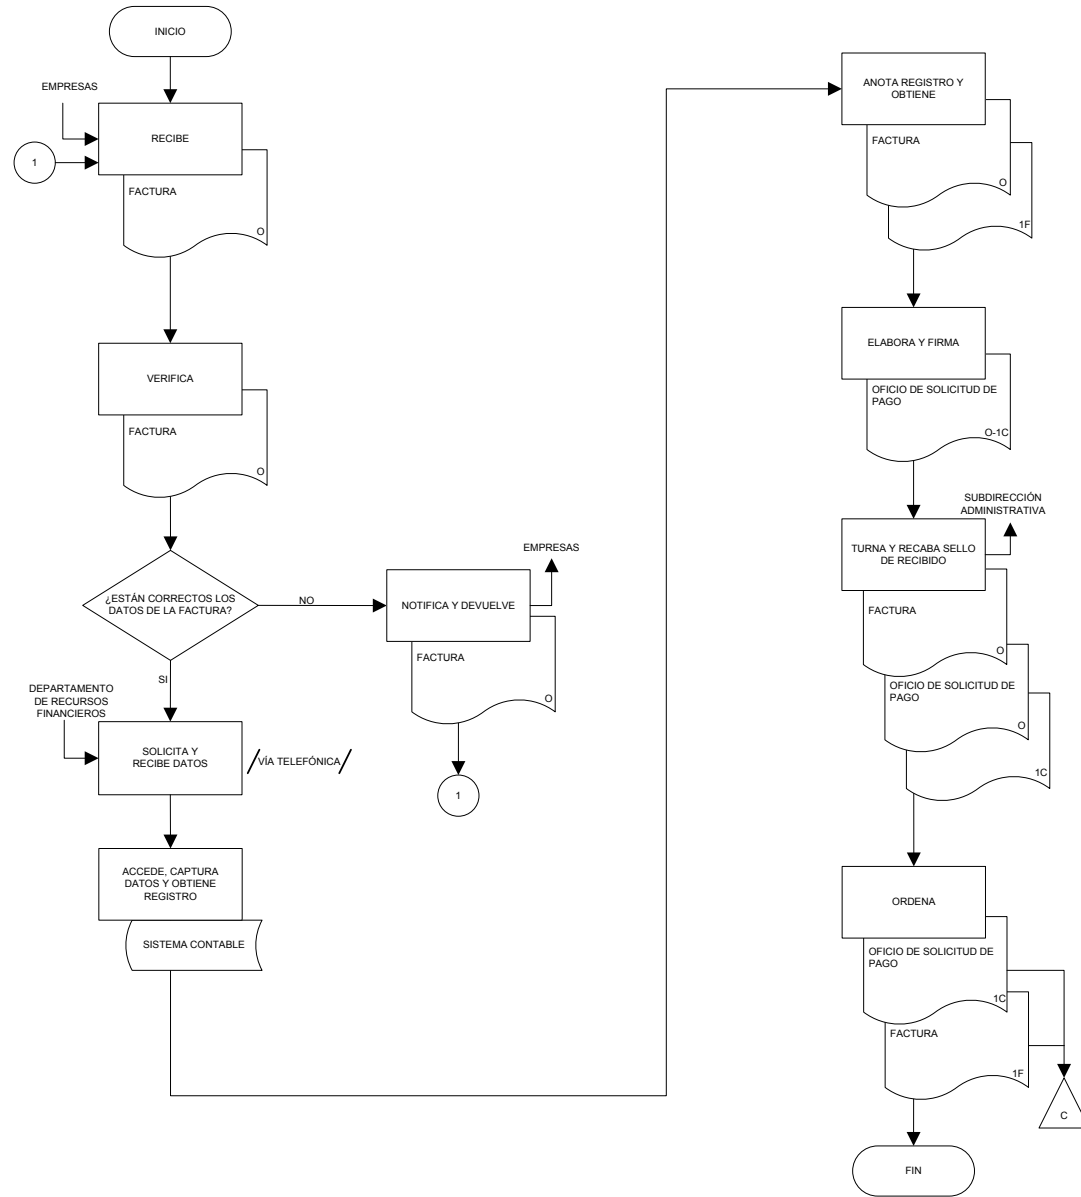 INICIO
EMPRESAS
RECIBE
1
FACTURA
O
VERIFICA
FACTURA
O
¿ESTÁN CORRECTOS LOS
DATOS DE LA FACTURA?
NO
SI
EMPRESAS
NOTIFICA Y DEVUELVE
FACTURA
O
1
DEPARTAMENTO
DE RECURSOS
FINANCIEROS
SOLICITA Y
RECIBE DATOS
VÍA TELEFÓNICA
ACCEDE, CAPTURA
DATOS Y OBTIENE
REGISTRO
SISTEMA CONTABLE
ANOTA REGISTRO Y
OBTIENE
FACTURA
O
1F
ELABORA Y FIRMA
OFICIO DE SOLICITUD DE
PAGO
O-1C
SUBDIRECCIÓN
ADMINISTRATIVA
TURNA Y RECABA SELLO
DE RECIBIDO
FACTURA
O
OFICIO DE SOLICITUD DE
PAGO
O
1C
ORDENA
OFICIO DE SOLICITUD DE
PAGO
1C
FACTURA
1F
C
FIN